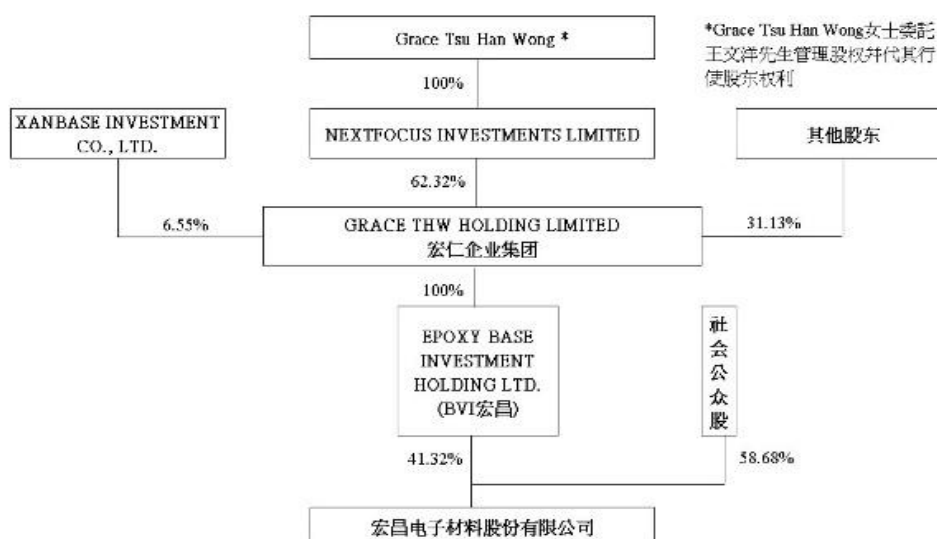 Grace Tsu Han Wong *
*Grace Tsu Han Wong女士委託
王文洋先生管理股权并代其行
使股东权利
100%
XANBASE INVESTMENT
CO., LTD.
NEXTFOCUS INVESTMENTS LIMITED
其他股东
62.32%
6.55%
GRACE THW HOLDING LIMITED
宏仁企业集团
31.13%
100%
EPOXY BASE
INVESTMENT
HOLDING LTD.
(BVI宏昌)
社
会
公
众
股
41.32%
58.68%
宏昌电子材料股份有限公司